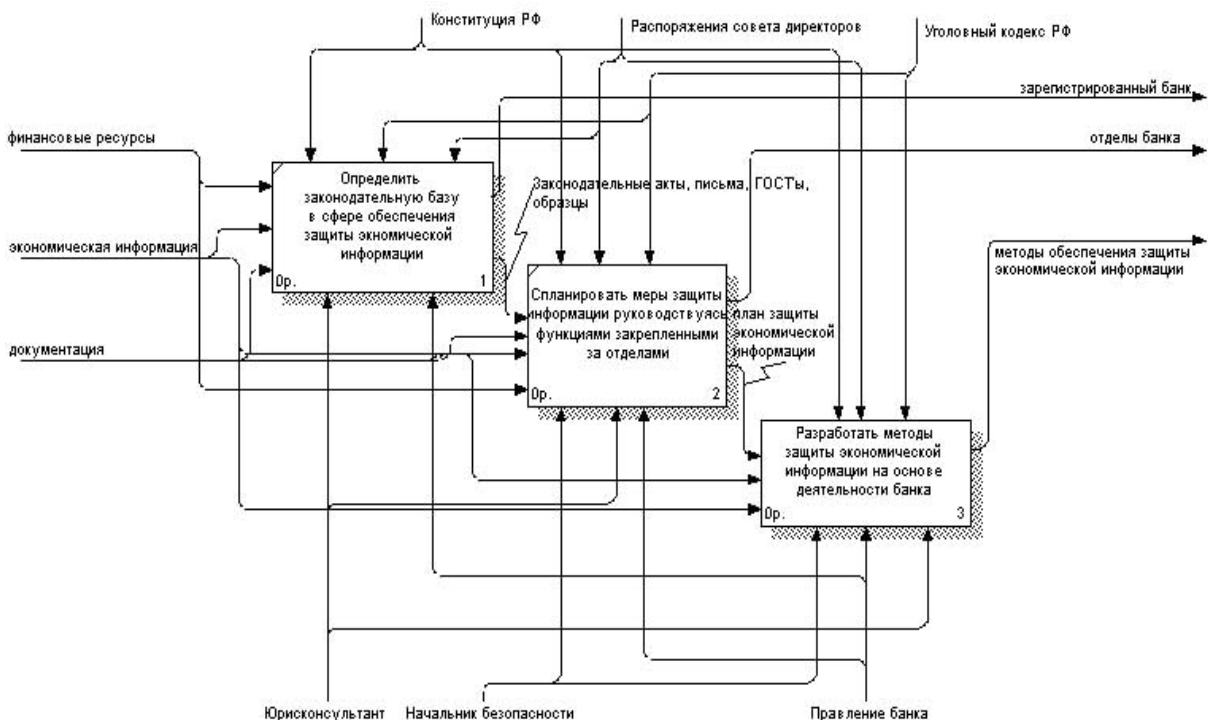 Конституция РФ
Распоряжения совета директоров
Уголовный кодекс РФ
зарегистрированный банк
финансовые ресурсы
отделы банка
Определить
законодательную базу
в сфере обеспечения
защиты экномической
информации
0р.
1
Законодательные акты, письма, ГОСТы,
образцы
экономическая информация
методы обеспечения защиты
экономической информации
Спланировать меры защиты
информации руководствуясь
функциями закрепленными
за отделами
0р.
2
план защиты
экономической
информации
документация
Разработать методы
защиты экономической
информации на основе
деятельности банка
0р.
3
Юрисконсультант
Начальник безопасности
Правление банка